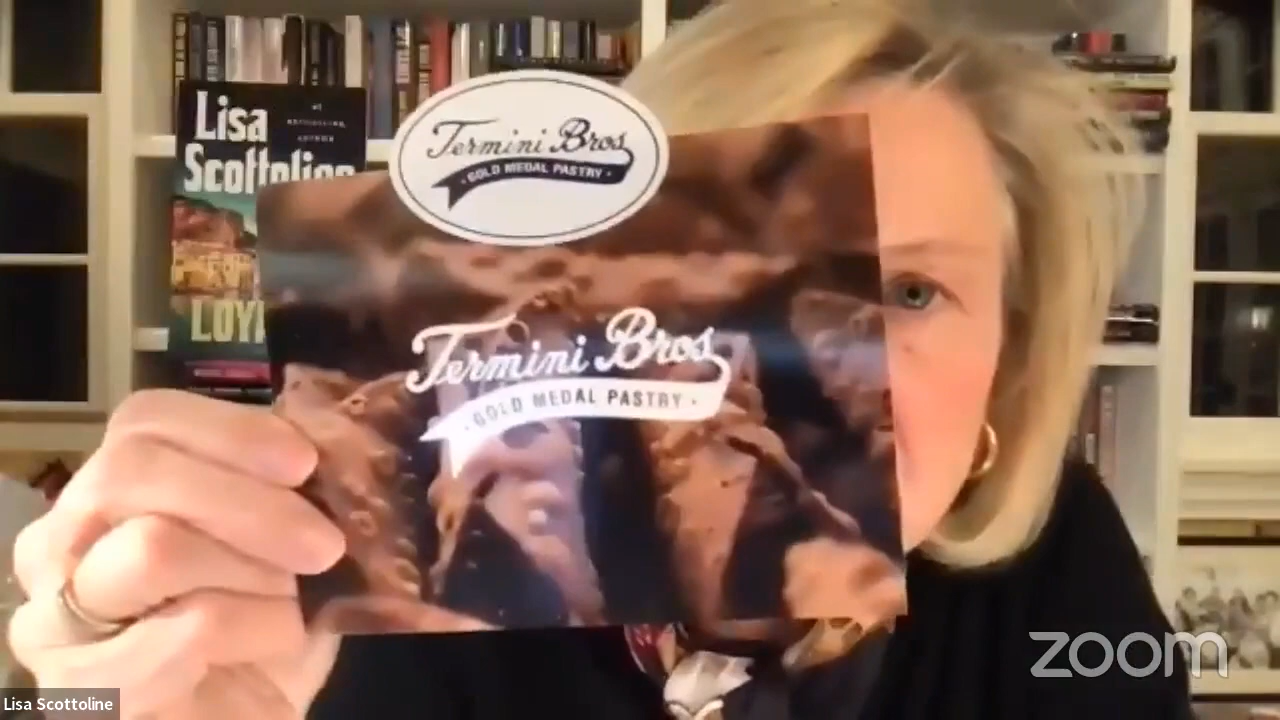 Lisa
Scottoline
Termini Bros
· GOLD MEDAL PASTRY ·
Termini Bros
· GOLD MEDAL PASTRY ·
zoom
Lisa Scottoline